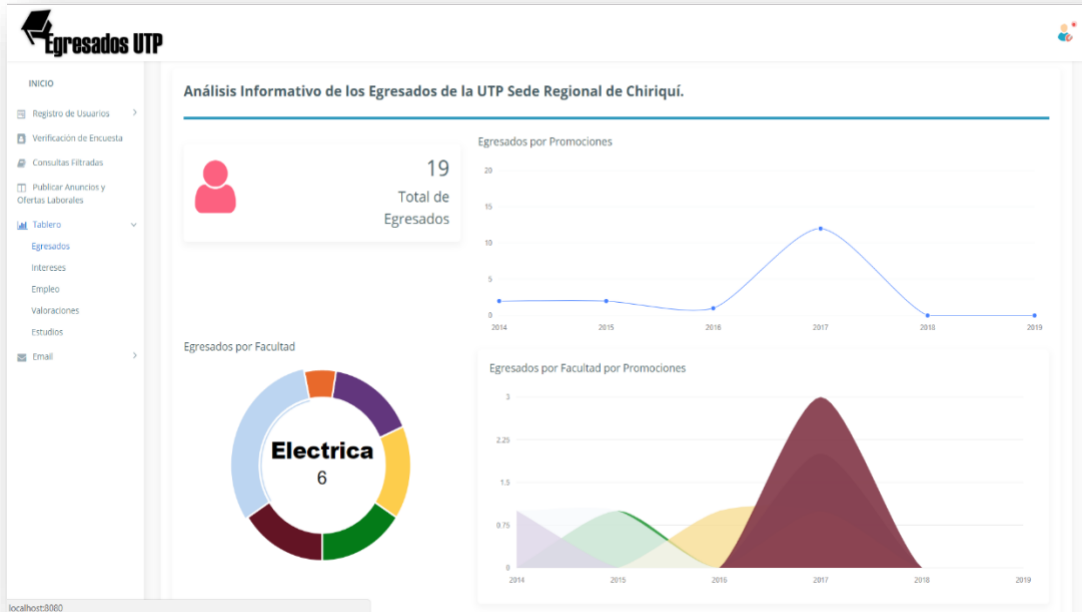 Egresados UTP
INICIO
Registro de Usuarios
Verificación de Encuesta
Consultas Filtradas
Publicar Anuncios y
Ofertas Laborales
Tablero
Egresados
Intereses
Empleo
Valoraciones
Estudios
Email
Análisis Informativo de los Egresados de la UTP Sede Regional de Chiriquí.
19
Total de
Egresados
Egresados por Promociones
20
15
10
5
0
2014 2015 2016 2017 2018 2019
Egresados por Facultad
Electrica
6
Egresados por Facultad por Promociones
3
2.25
1.5
0.75
0
2014 2015 2016 2017 2018 2019
localhost:8080